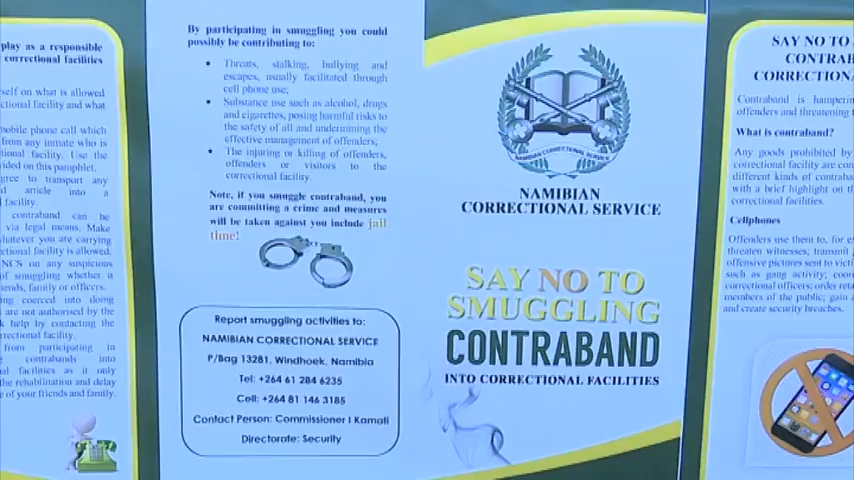 play as a responsible
correctional facilities
self on what is allowed
ctional facility and what
mobile phone call which
from any inmate who is
tional facility. Use the
vided on this pamphlet.
gree to transport any
d article into a
l facility.
contraband can be
via legal means. Make
whatever you are carrying
ectional facility is allowed.
NCS on any suspicious
of smuggling whether a
iends, family or officers.
ing coerced into doing
are not authorised by the
k help by contacting the
rrectional facility.
from participating in
contrabands into
al facilities as it only
the rehabilitation and delay
e of your friends and family.
By participating in smuggling you could
possibly be contributing to:
• Threats, stalking, bullying and
escapes, usually facilitated through
cell phone use;
• Substance use such as alcohol, drugs
and cigarettes, posing harmful risks to
the safety of all and undermining the
effective management of offenders;
• The injuring or killing of offenders,
offenders or visitors to the
correctional facility.
Note, if you smuggle contraband, you
are committing a crime and measures
will be taken against you include jail
time!
Report smuggling activities to:
NAMIBIAN CORRECTIONAL SERVICE
P/Bag 13281, Windhoek, Namibia
Tel: +264 61 284 6235
Cell: +264 81 146 3185
Contact Person: Commissioner I Kamati
Directorate: Security
NAMIBIAN CORRECTIONAL SERVICE
NAMIBIAN
CORRECTIONAL SERVICE
SAY NO TO
SMUGGLING
CONTRABAND
INTO CORRECTIONAL FACILITIES
SAY NO TO
CONTRAB
CORRECTIONA
Contraband is hamperin
offenders and threatening t
What is contraband?
Any goods prohibited by
correctional facility are con
different kinds of contraba
with a brief highlight on th
correctional facilities.
Cellphones
Offenders use them to, for e
threaten witnesses; transmit
offensive pictures sent to victi
such as gang activity; coor
correctional officers; order reta
members of the public; gain a
and create security breaches.